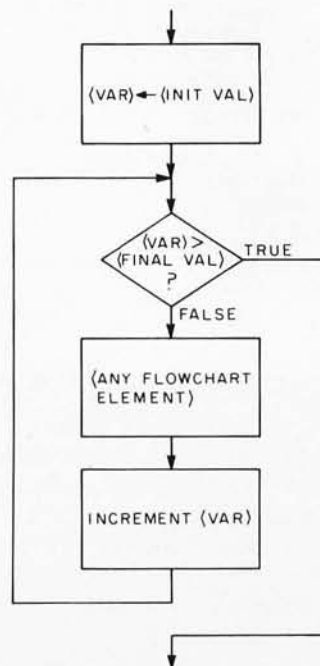 ⟨VAR⟩←⟨INIT VAL⟩
⟨VAR⟩>
⟨FINAL VAL⟩
?
TRUE
FALSE
⟨ANY FLOWCHART
ELEMENT⟩
INCREMENT ⟨VAR⟩